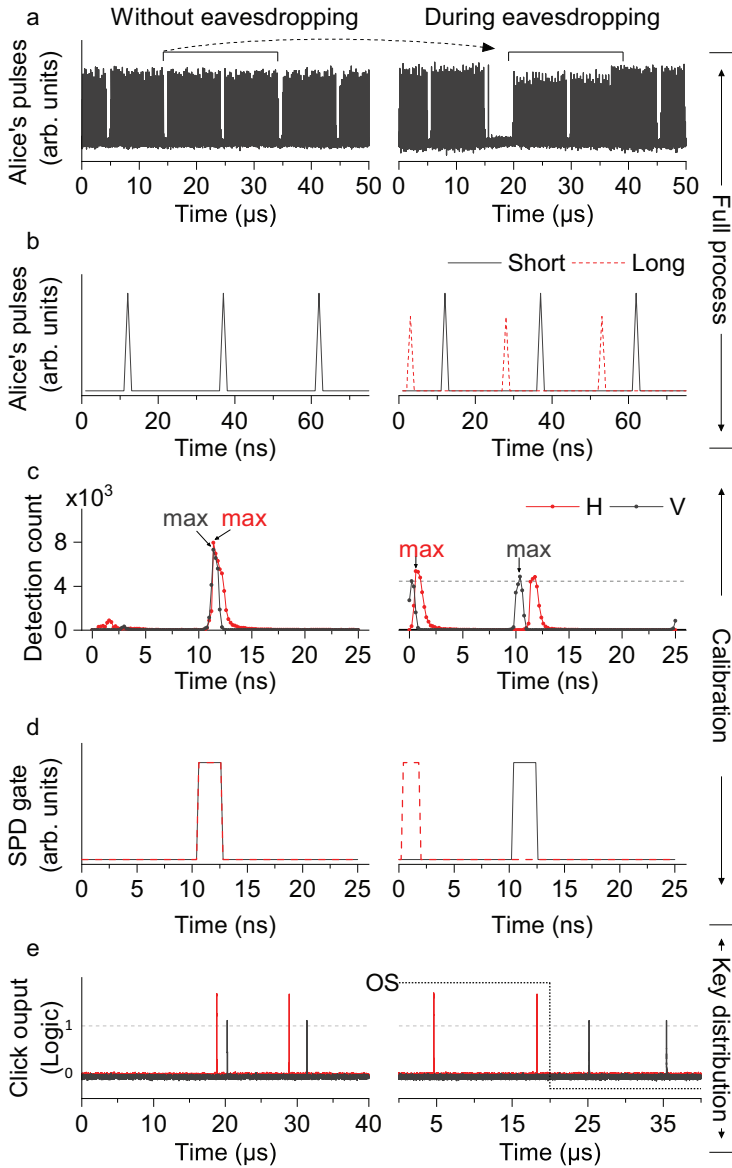 Without eavesdropping
During eavesdropping
a
Alice's pulses
(arb. units)
0 10 20 30 40 50
Time (µs)
0 10 20 30 40 50
Time (µs)
b
Alice's pulses
(arb. units)
20 40 60
Time (ns)
Short
Long
20 40 60
Time (ns)
Full process
c
x10³
Detection count
8
4
0
max
max
0 5 10 15 20 25
Time (ns)
H
V
max
max
0 5 10 15 20 25
Time (ns)
d
SPD gate
(arb. units)
0 5 10 15 20 25
Time (ns)
0 5 10 15 20 25
Time (ns)
Calibration
e
Click ouput
(Logic)
1
0
0 10 20 30 40
Time (µs)
OS
5 15 25 35
Time (µs)
Key distribution